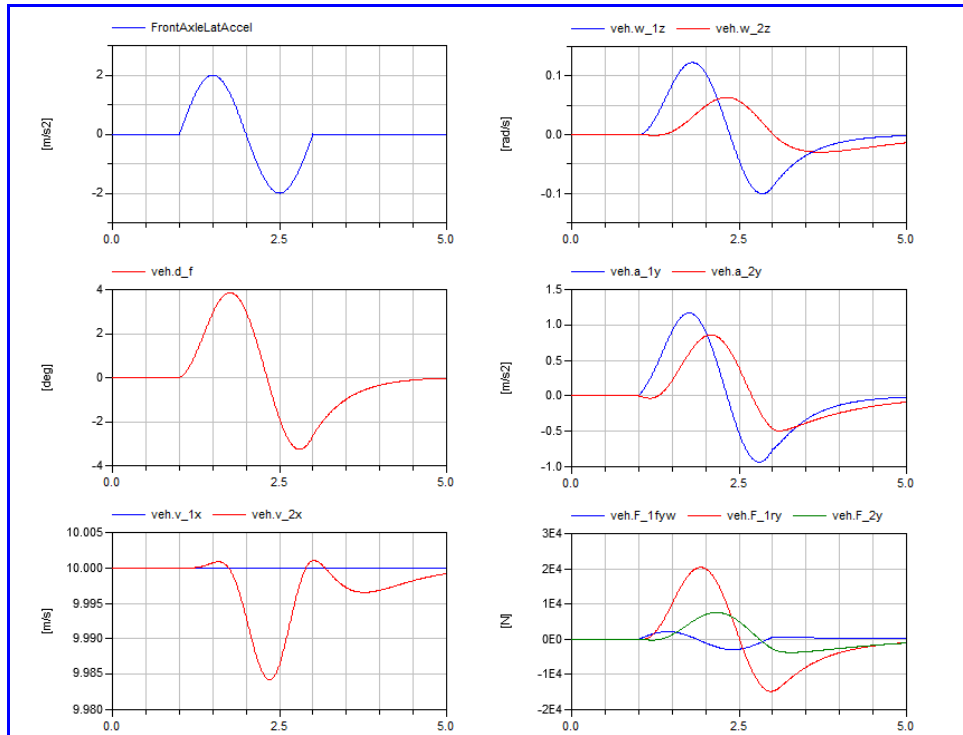 FrontAxleLatAccel
[m/s2]
2
0
-2
0.0 2.5 5.0
veh.w_1z veh.w_2z
[rad/s]
0.1
0.0
-0.1
0.0 2.5 5.0
veh.d_f
[deg]
4
2
0
-2
-4
0.0 2.5 5.0
veh.a_1y veh.a_2y
[m/s2]
1.5
1.0
0.5
0.0
-0.5
-1.0
0.0 2.5 5.0
veh.v_1x veh.v_2x
[m/s]
10.005
10.000
9.995
9.990
9.985
9.980
0.0 2.5 5.0
veh.F_1fyw veh.F_1ry veh.F_2y
[N]
3E4
2E4
1E4
0E0
-1E4
-2E4
0.0 2.5 5.0